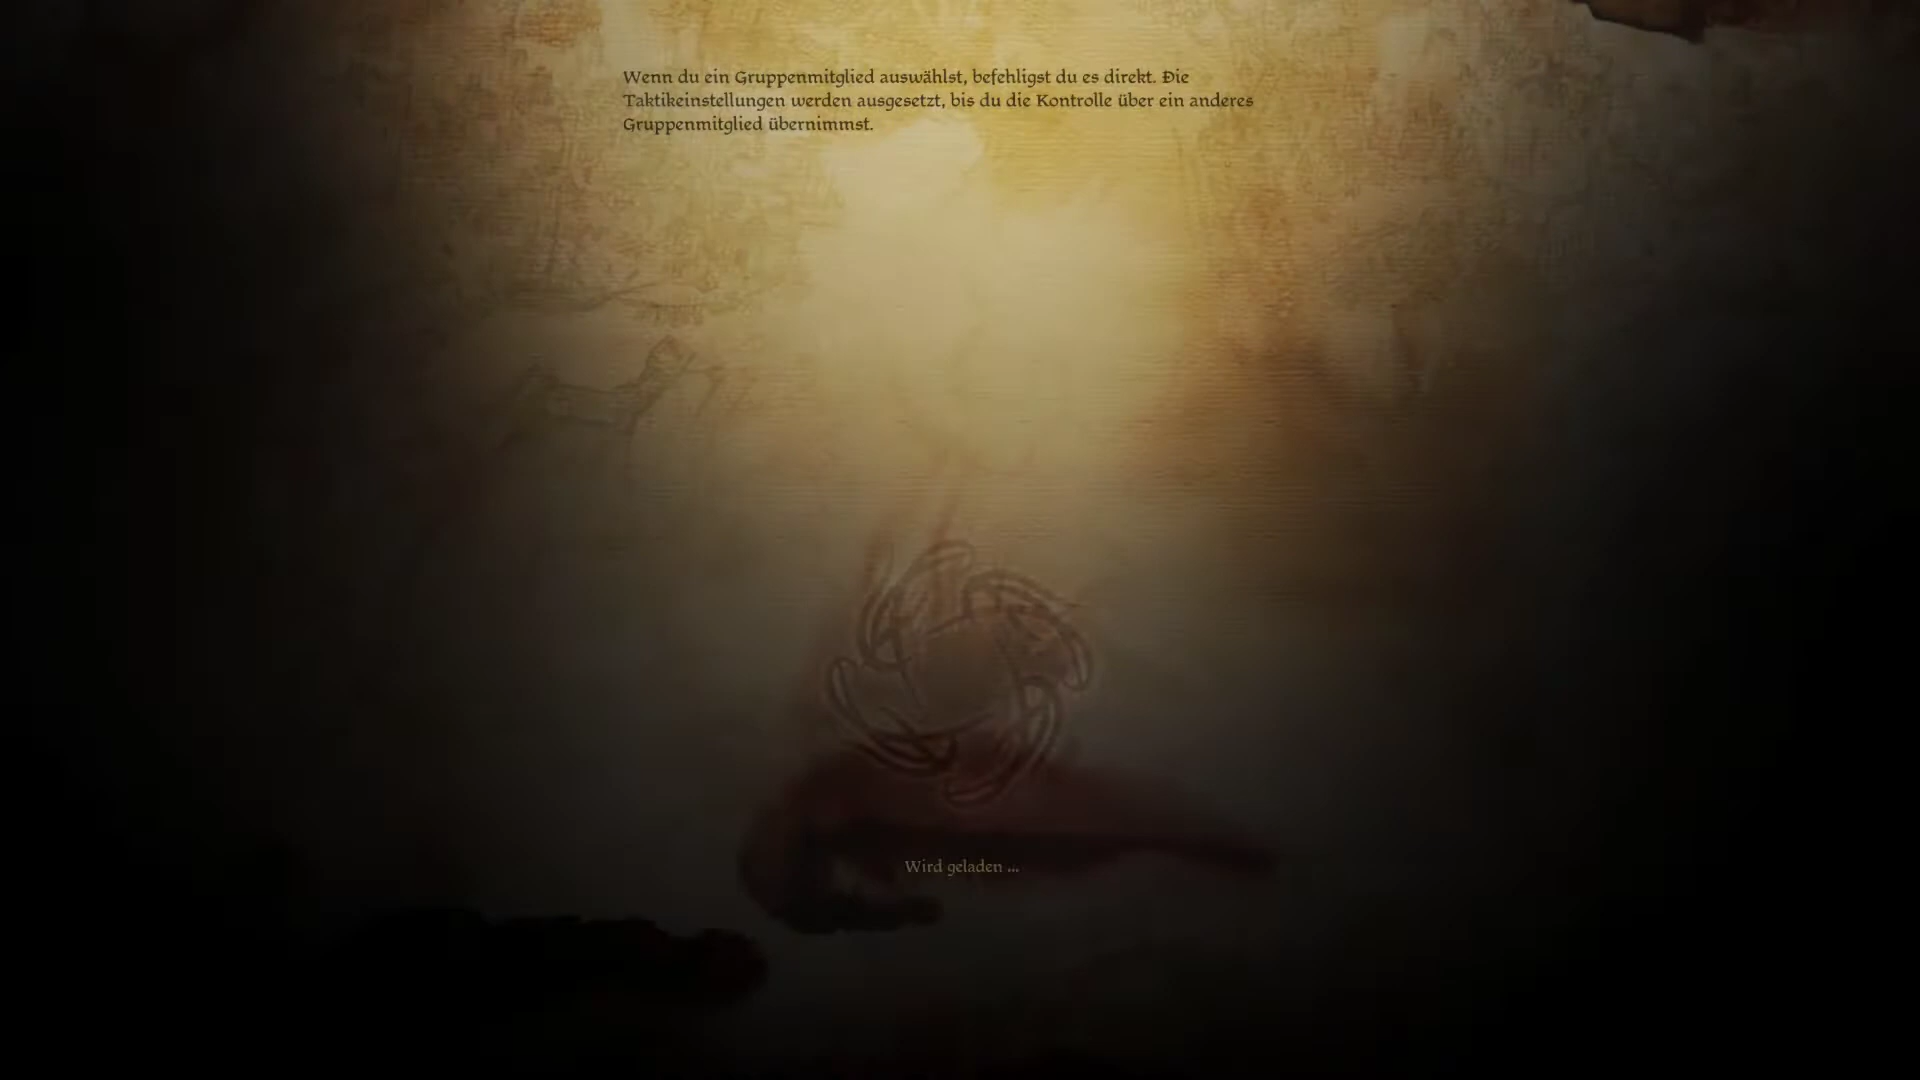 Wenn du ein Gruppenmitglied auswählst, befehligst du es direkt. Die
Taktikeinstellungen werden ausgesetzt, bis du die Kontrolle über ein anderes
Gruppenmitglied übernimmst.
Wird geladen ...